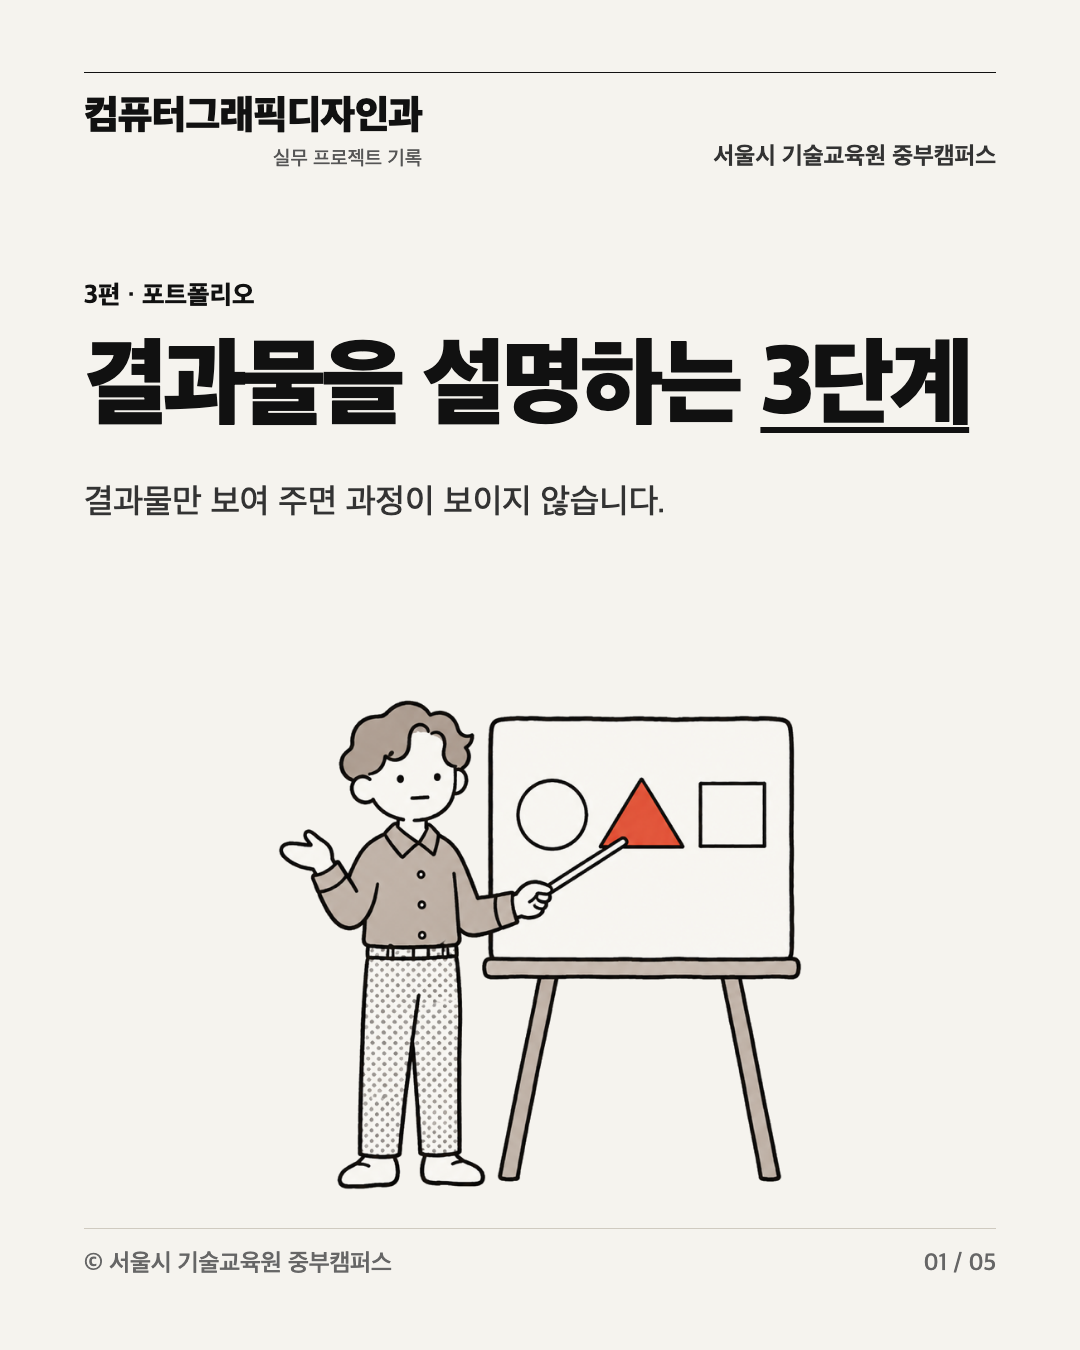 컴퓨터그래픽디자인과
실무 프로젝트 기록
서울시 기술교육원 중부캠퍼스
3편 · 포트폴리오
결과물을 설명하는 3단계
결과물만 보여 주면 과정이 보이지 않습니다.
© 서울시 기술교육원 중부캠퍼스
01 / 05